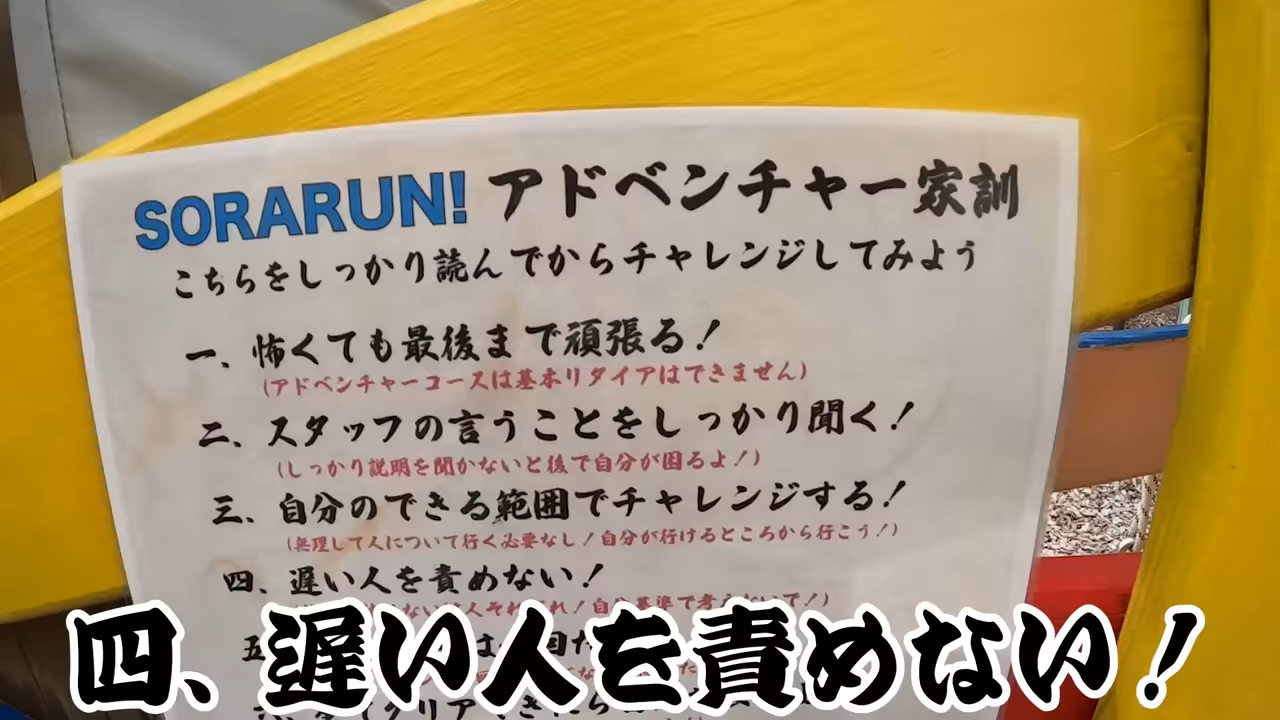 SORARUN! アドベンチャー家訓
こちらをしっかり読んでからチャレンジしてみよう
一、怖くても最後まで頑張る!
(アドベンチャーコースは基本リタイアはできません)
二、スタッフの言うことをしっかり聞く!
(しっかり説明を聞かないと後で自分が困るよ!)
三、自分のできる範囲でチャレンジする!
(無理して人について行く必要なし!自分が行けるところから行こう!)
四、遅い人を責めない!
四、遅い人を責めない!